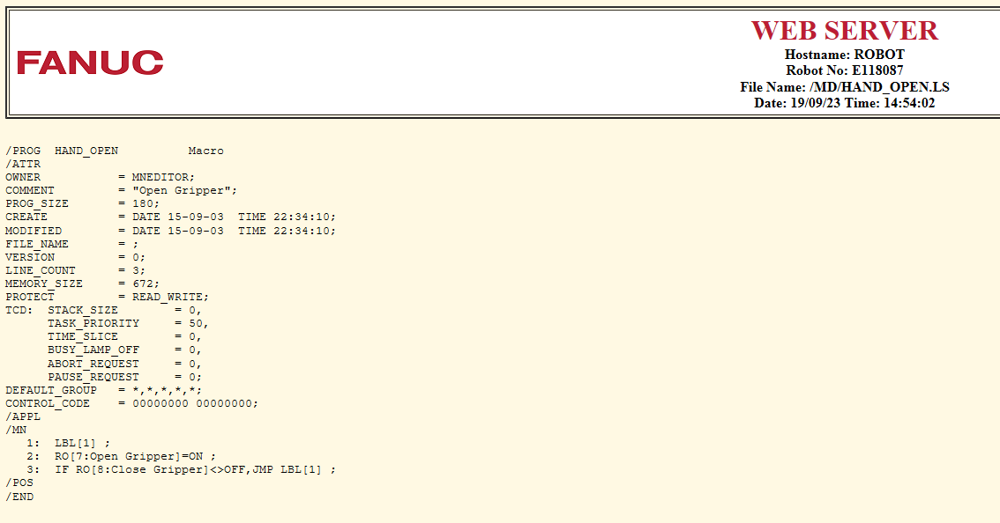 FANUC
WEB SERVER
Hostname: ROBOT
Robot No: E118087
File Name: /MD/HAND_OPEN.LS
Date: 19/09/23 Time: 14:54:02
/PROG  HAND_OPEN          Macro
/ATTR
OWNER           = MNEDITOR;
COMMENT         = "Open Gripper";
PROG_SIZE       = 180;
CREATE          = DATE 15-09-03  TIME 22:34:10;
MODIFIED        = DATE 15-09-03  TIME 22:34:10;
FILE_NAME       = ;
VERSION         = 0;
LINE_COUNT      = 3;
MEMORY_SIZE     = 672;
PROTECT         = READ_WRITE;
TCD:  STACK_SIZE        = 0,
      TASK_PRIORITY     = 50,
      TIME_SLICE        = 0,
      BUSY_LAMP_OFF     = 0,
      ABORT_REQUEST     = 0,
      PAUSE_REQUEST     = 0;
DEFAULT_GROUP   = *,*,*,*,*;
CONTROL_CODE    = 00000000 00000000;
/APPL
/MN
   1:  LBL[1] ;
   2:  RO[7:Open Gripper]=ON ;
   3:  IF RO[8:Close Gripper]<>OFF,JMP LBL[1] ;
/POS
/END